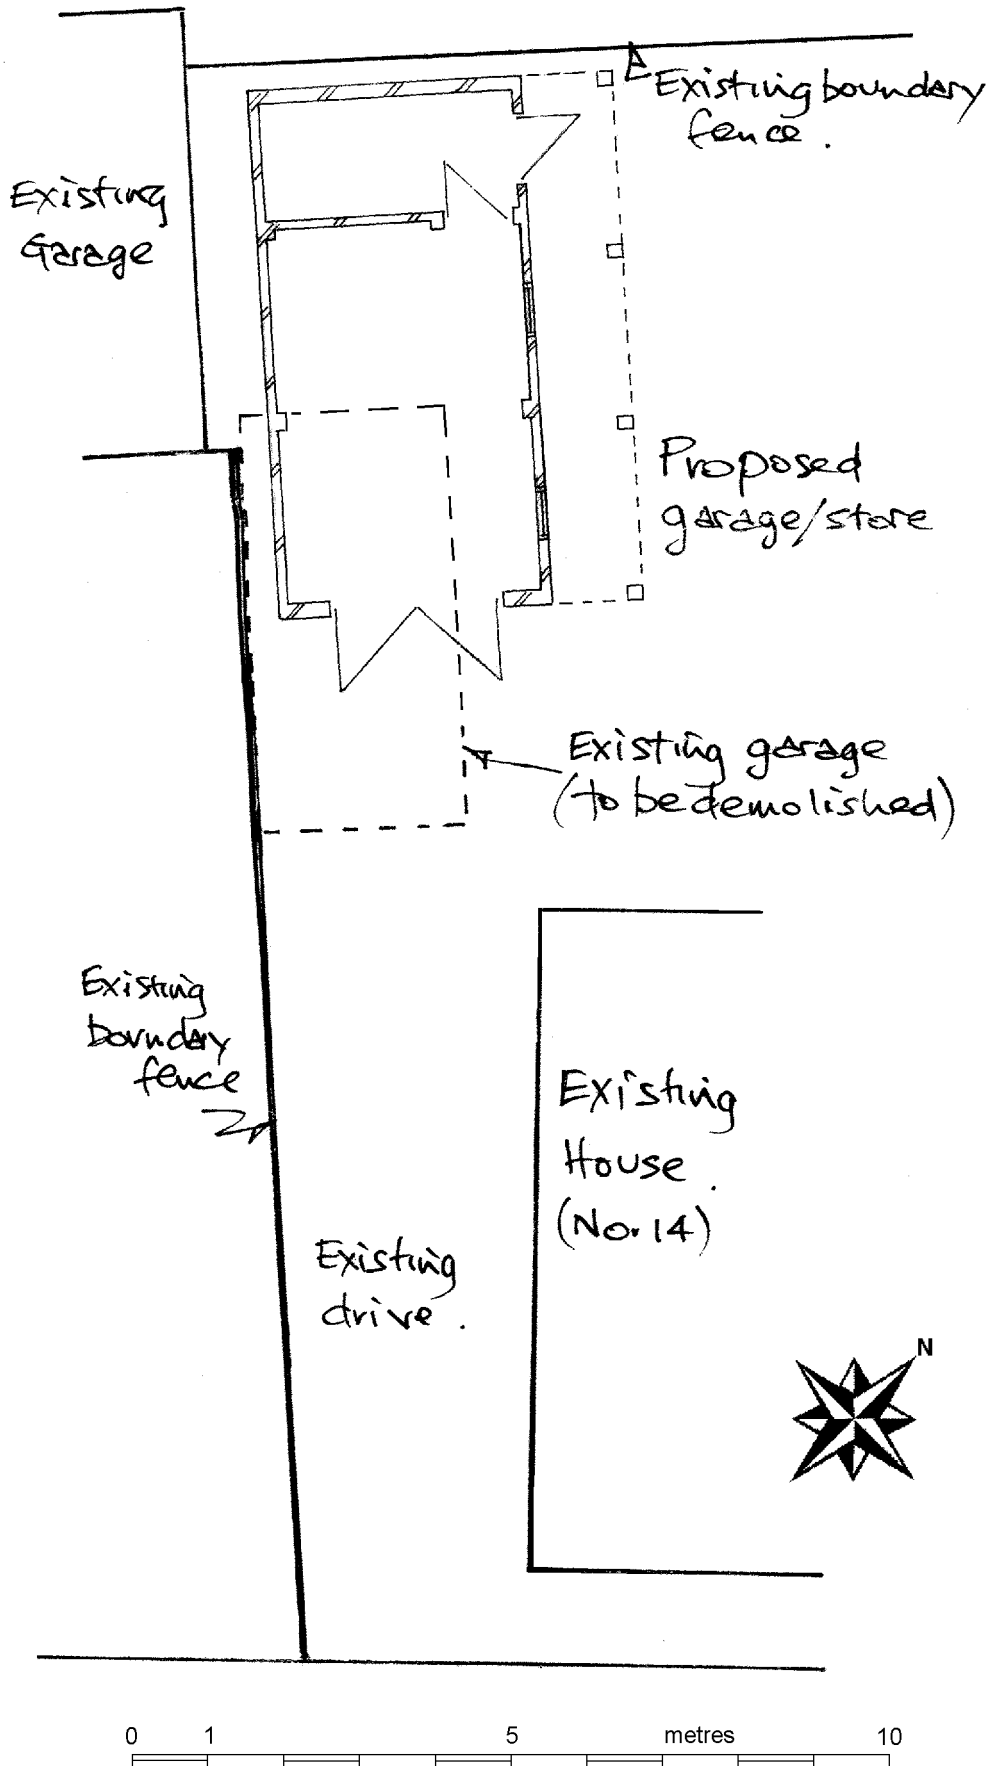 Existing boundary
fence.
Existing
Garage
Proposed
garage/store
Existing garage
(to be demolished)
Existing
boundary
fence
Existing
House.
(No. 14)
Existing
drive.
N
0 1 5 metres 10